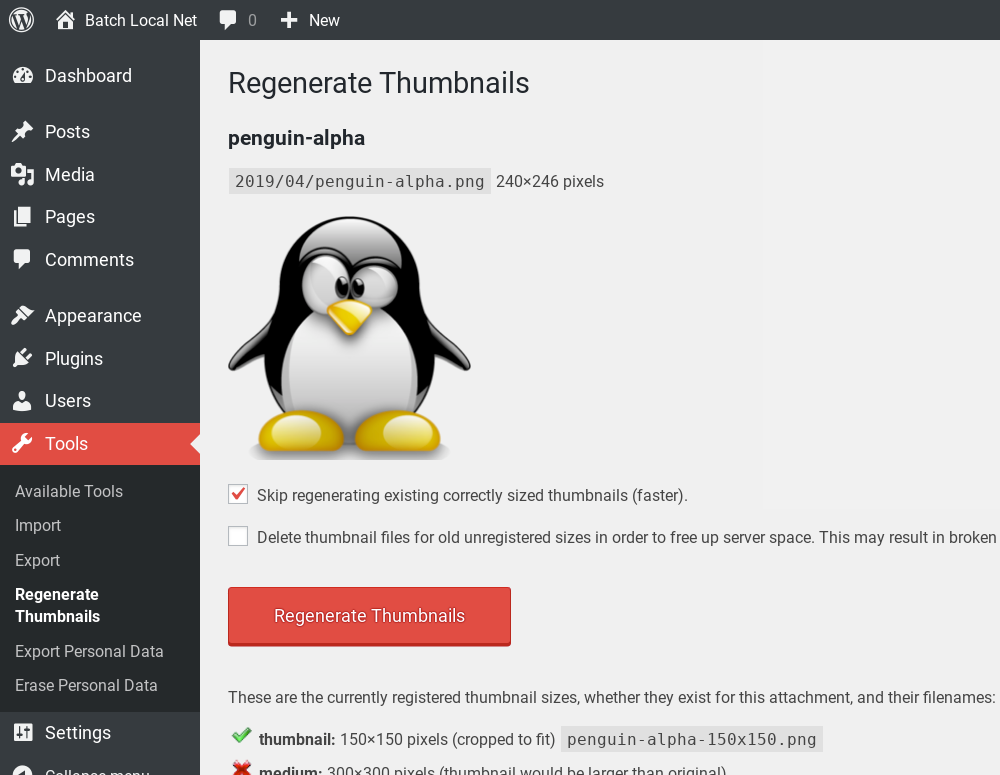 Batch Local Net 0 New
Dashboard
Posts
Media
Pages
Comments
Appearance
Plugins
Users
Tools
Available Tools
Import
Export
Regenerate
Thumbnails
Export Personal Data
Erase Personal Data
Settings
Collapse menu
Regenerate Thumbnails
penguin-alpha
2019/04/penguin-alpha.png 240×246 pixels
Skip regenerating existing correctly sized thumbnails (faster).
Delete thumbnail files for old unregistered sizes in order to free up server space. This may result in broken
Regenerate Thumbnails
These are the currently registered thumbnail sizes, whether they exist for this attachment, and their filenames:
thumbnail: 150×150 pixels (cropped to fit) penguin-alpha-150x150.png
medium: 300×300 pixels (thumbnail would be larger than original)